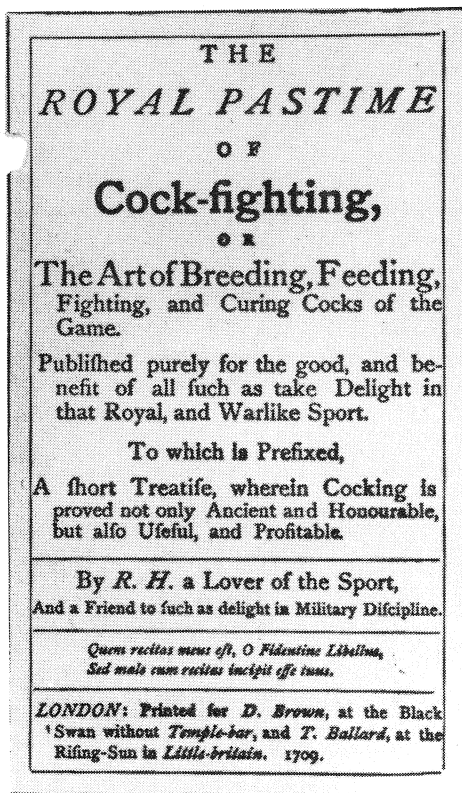 THE
ROYAL PASTIME
OF
Cock-fighting,
OR
The Art of Breeding, Feeding,
Fighting, and Curing Cocks of the
Game.
Publiſhed purely for the good, and be-
nefit of all ſuch as take Delight in
that Royal, and Warlike Sport.
To which is Prefixed,
A ſhort Treatiſe, wherein Cocking is
proved not only Ancient and Honourable,
but alſo Uſeful, and Profitable.
By R. H. a Lover of the Sport,
And a Friend to ſuch as delight in Military Diſcipline.
Quem recitas meus eſt, O Fidentine Libellus,
Sed male cum recitas incipit eſſe tuus.
LONDON: Printed for D. Brown, at the Black
Swan without Temple-bar, and T. Ballard, at the
Riſing-Sun in Little-britain. 1709.